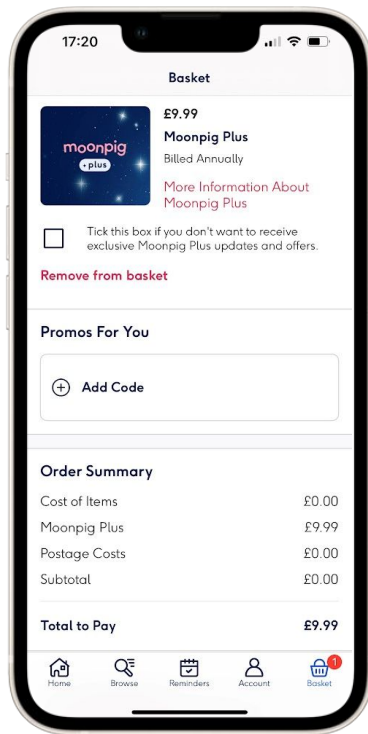 17:20
Basket
£9.99
moonpig
+plus
Moonpig Plus
Billed Annually
More Information About
Moonpig Plus
Tick this box if you don't want to receive
exclusive Moonpig Plus updates and offers.
Remove from basket
Promos For You
Add Code
Order Summary
Cost of Items £0.00
Moonpig Plus £9.99
Postage Costs £0.00
Subtotal £0.00
Total to Pay £9.99
1
Home Browse Reminders Account Basket